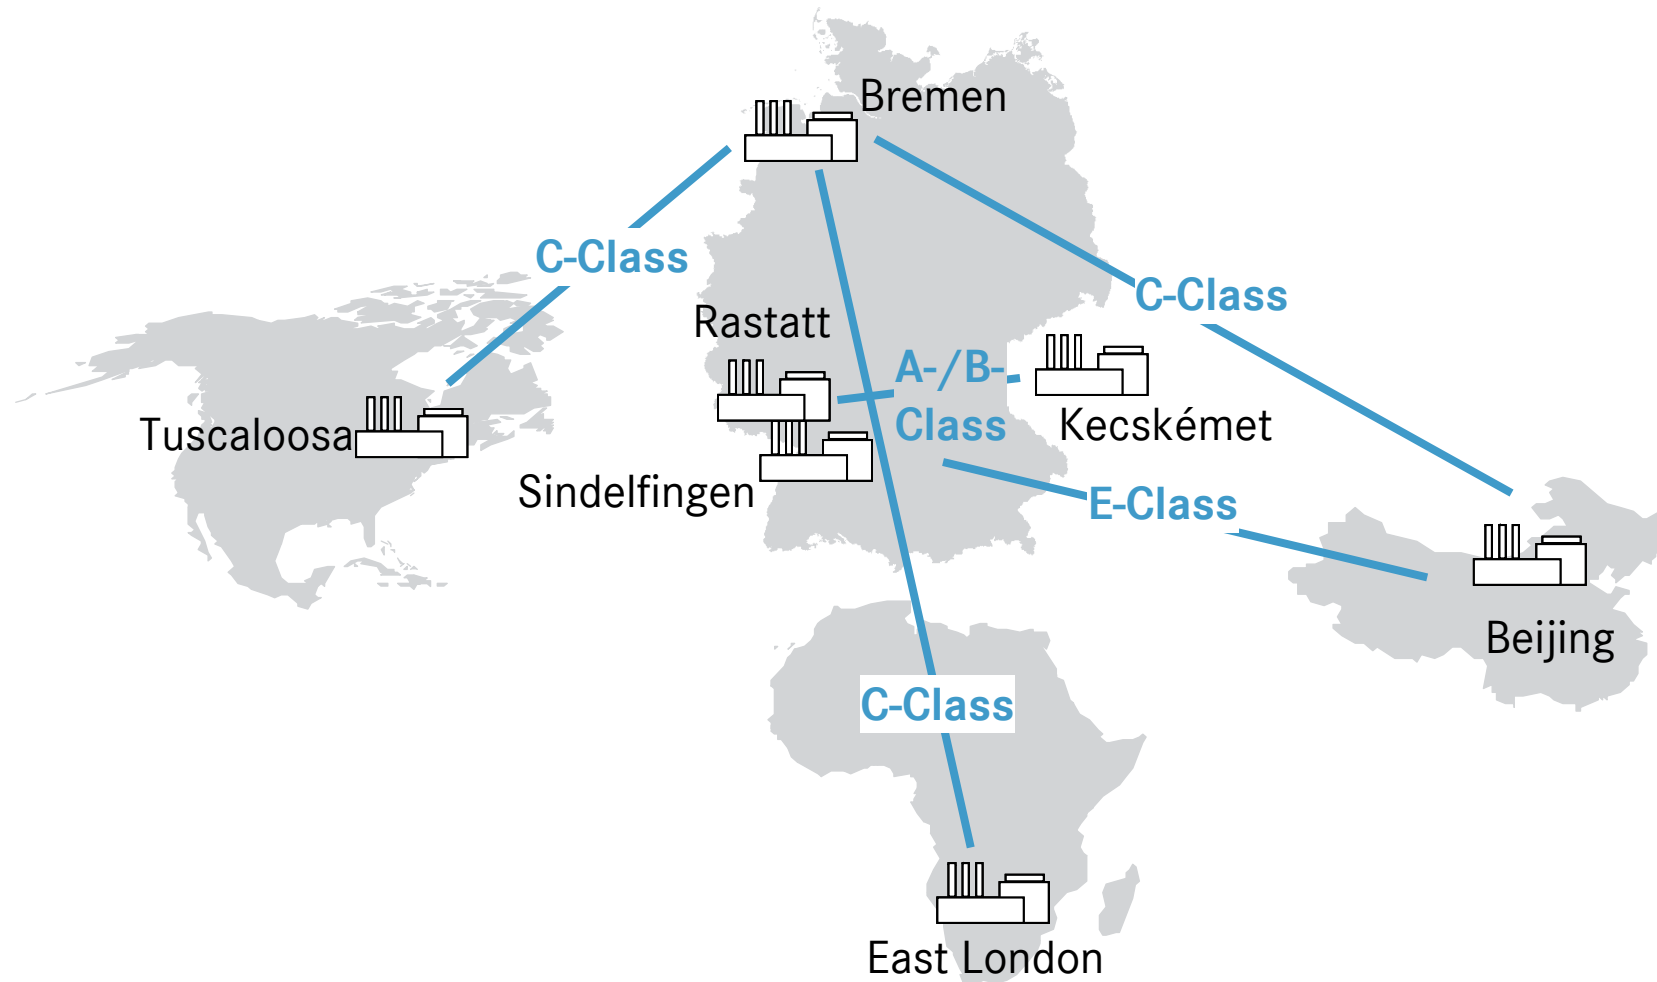 Bremen
C-Class
C-Class
Rastatt
A-/B-
Class
Kecskémet
Tuscaloosa
Sindelfingen
E-Class
Beijing
C-Class
East London